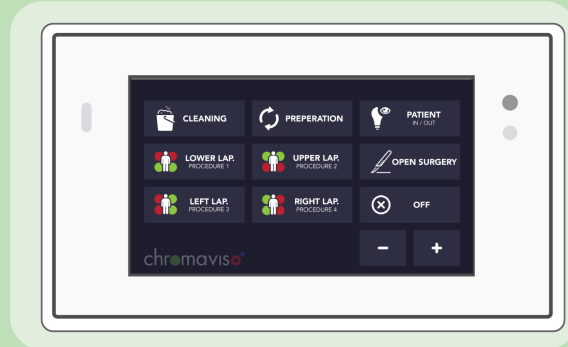 CLEANING
PREPERATION
PATIENT
IN / OUT
LOWER LAP.
PROCEDURE 1
UPPER LAP.
PROCEDURE 2
OPEN SURGERY
LEFT LAP.
PROCEDURE 3
RIGHT LAP.
PROCEDURE 4
OFF
chromaviso
- +